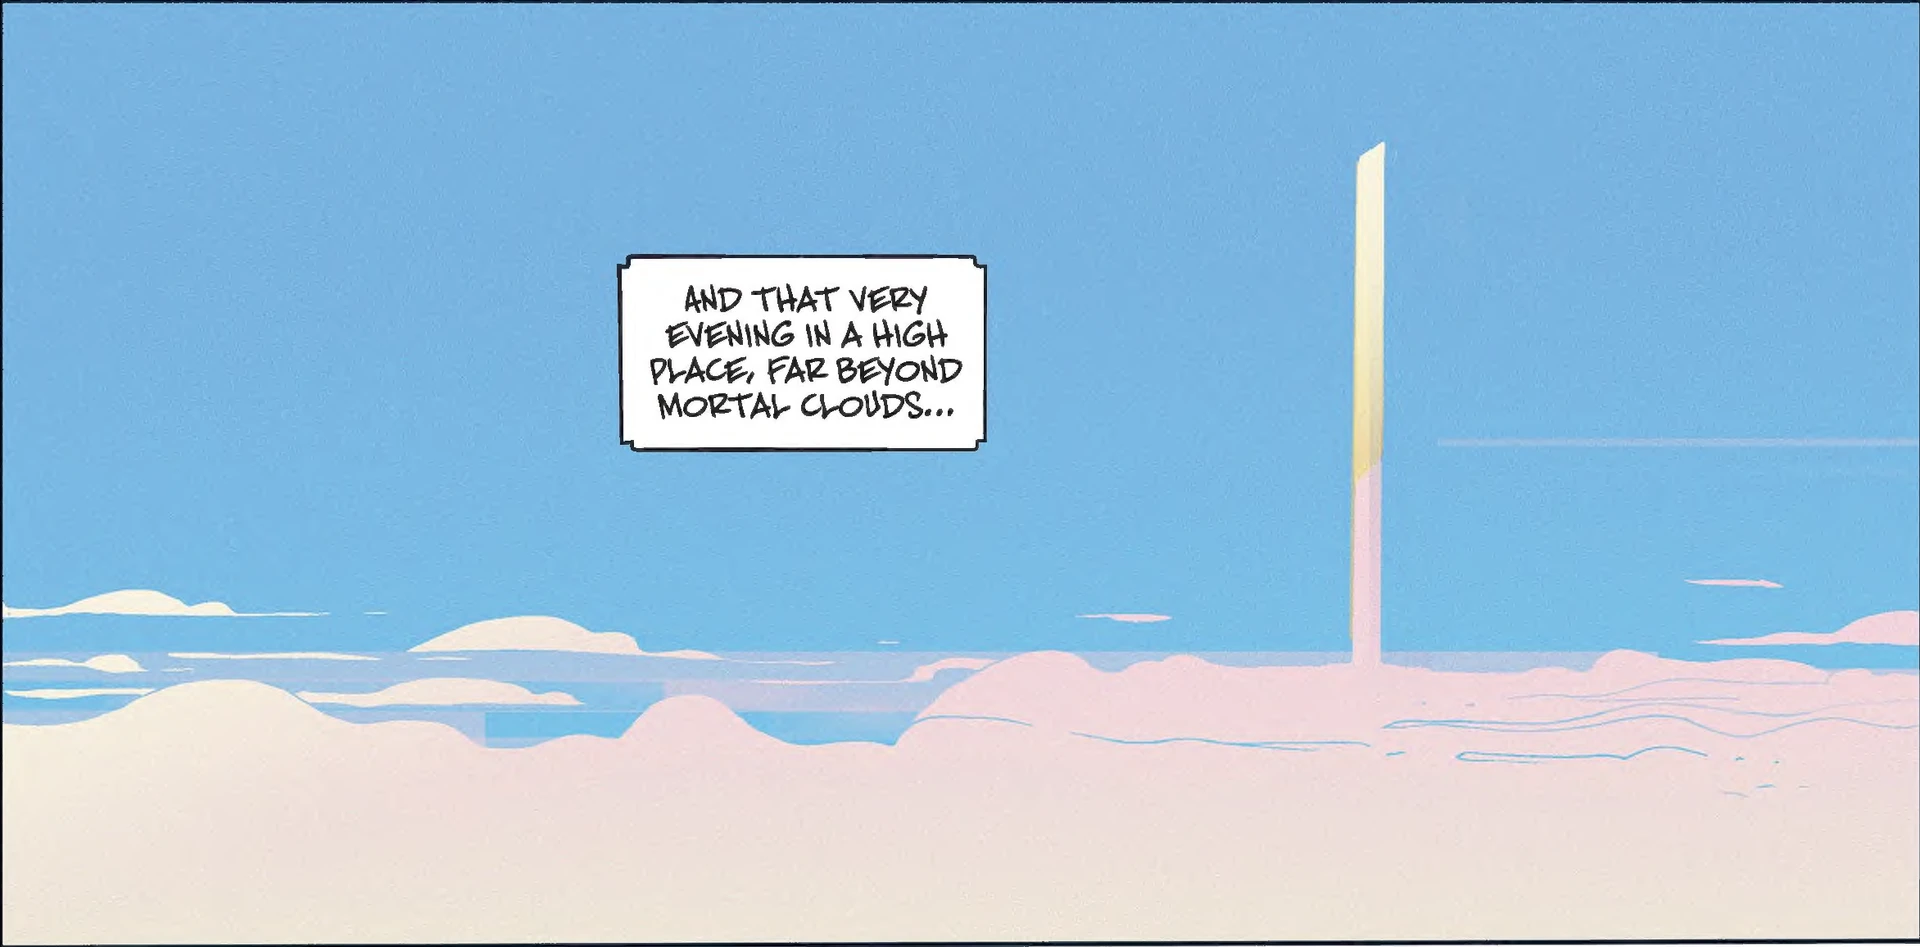 AND THAT VERY
EVENING IN A HIGH
PLACE, FAR BEYOND
MORTAL CLOUDS...